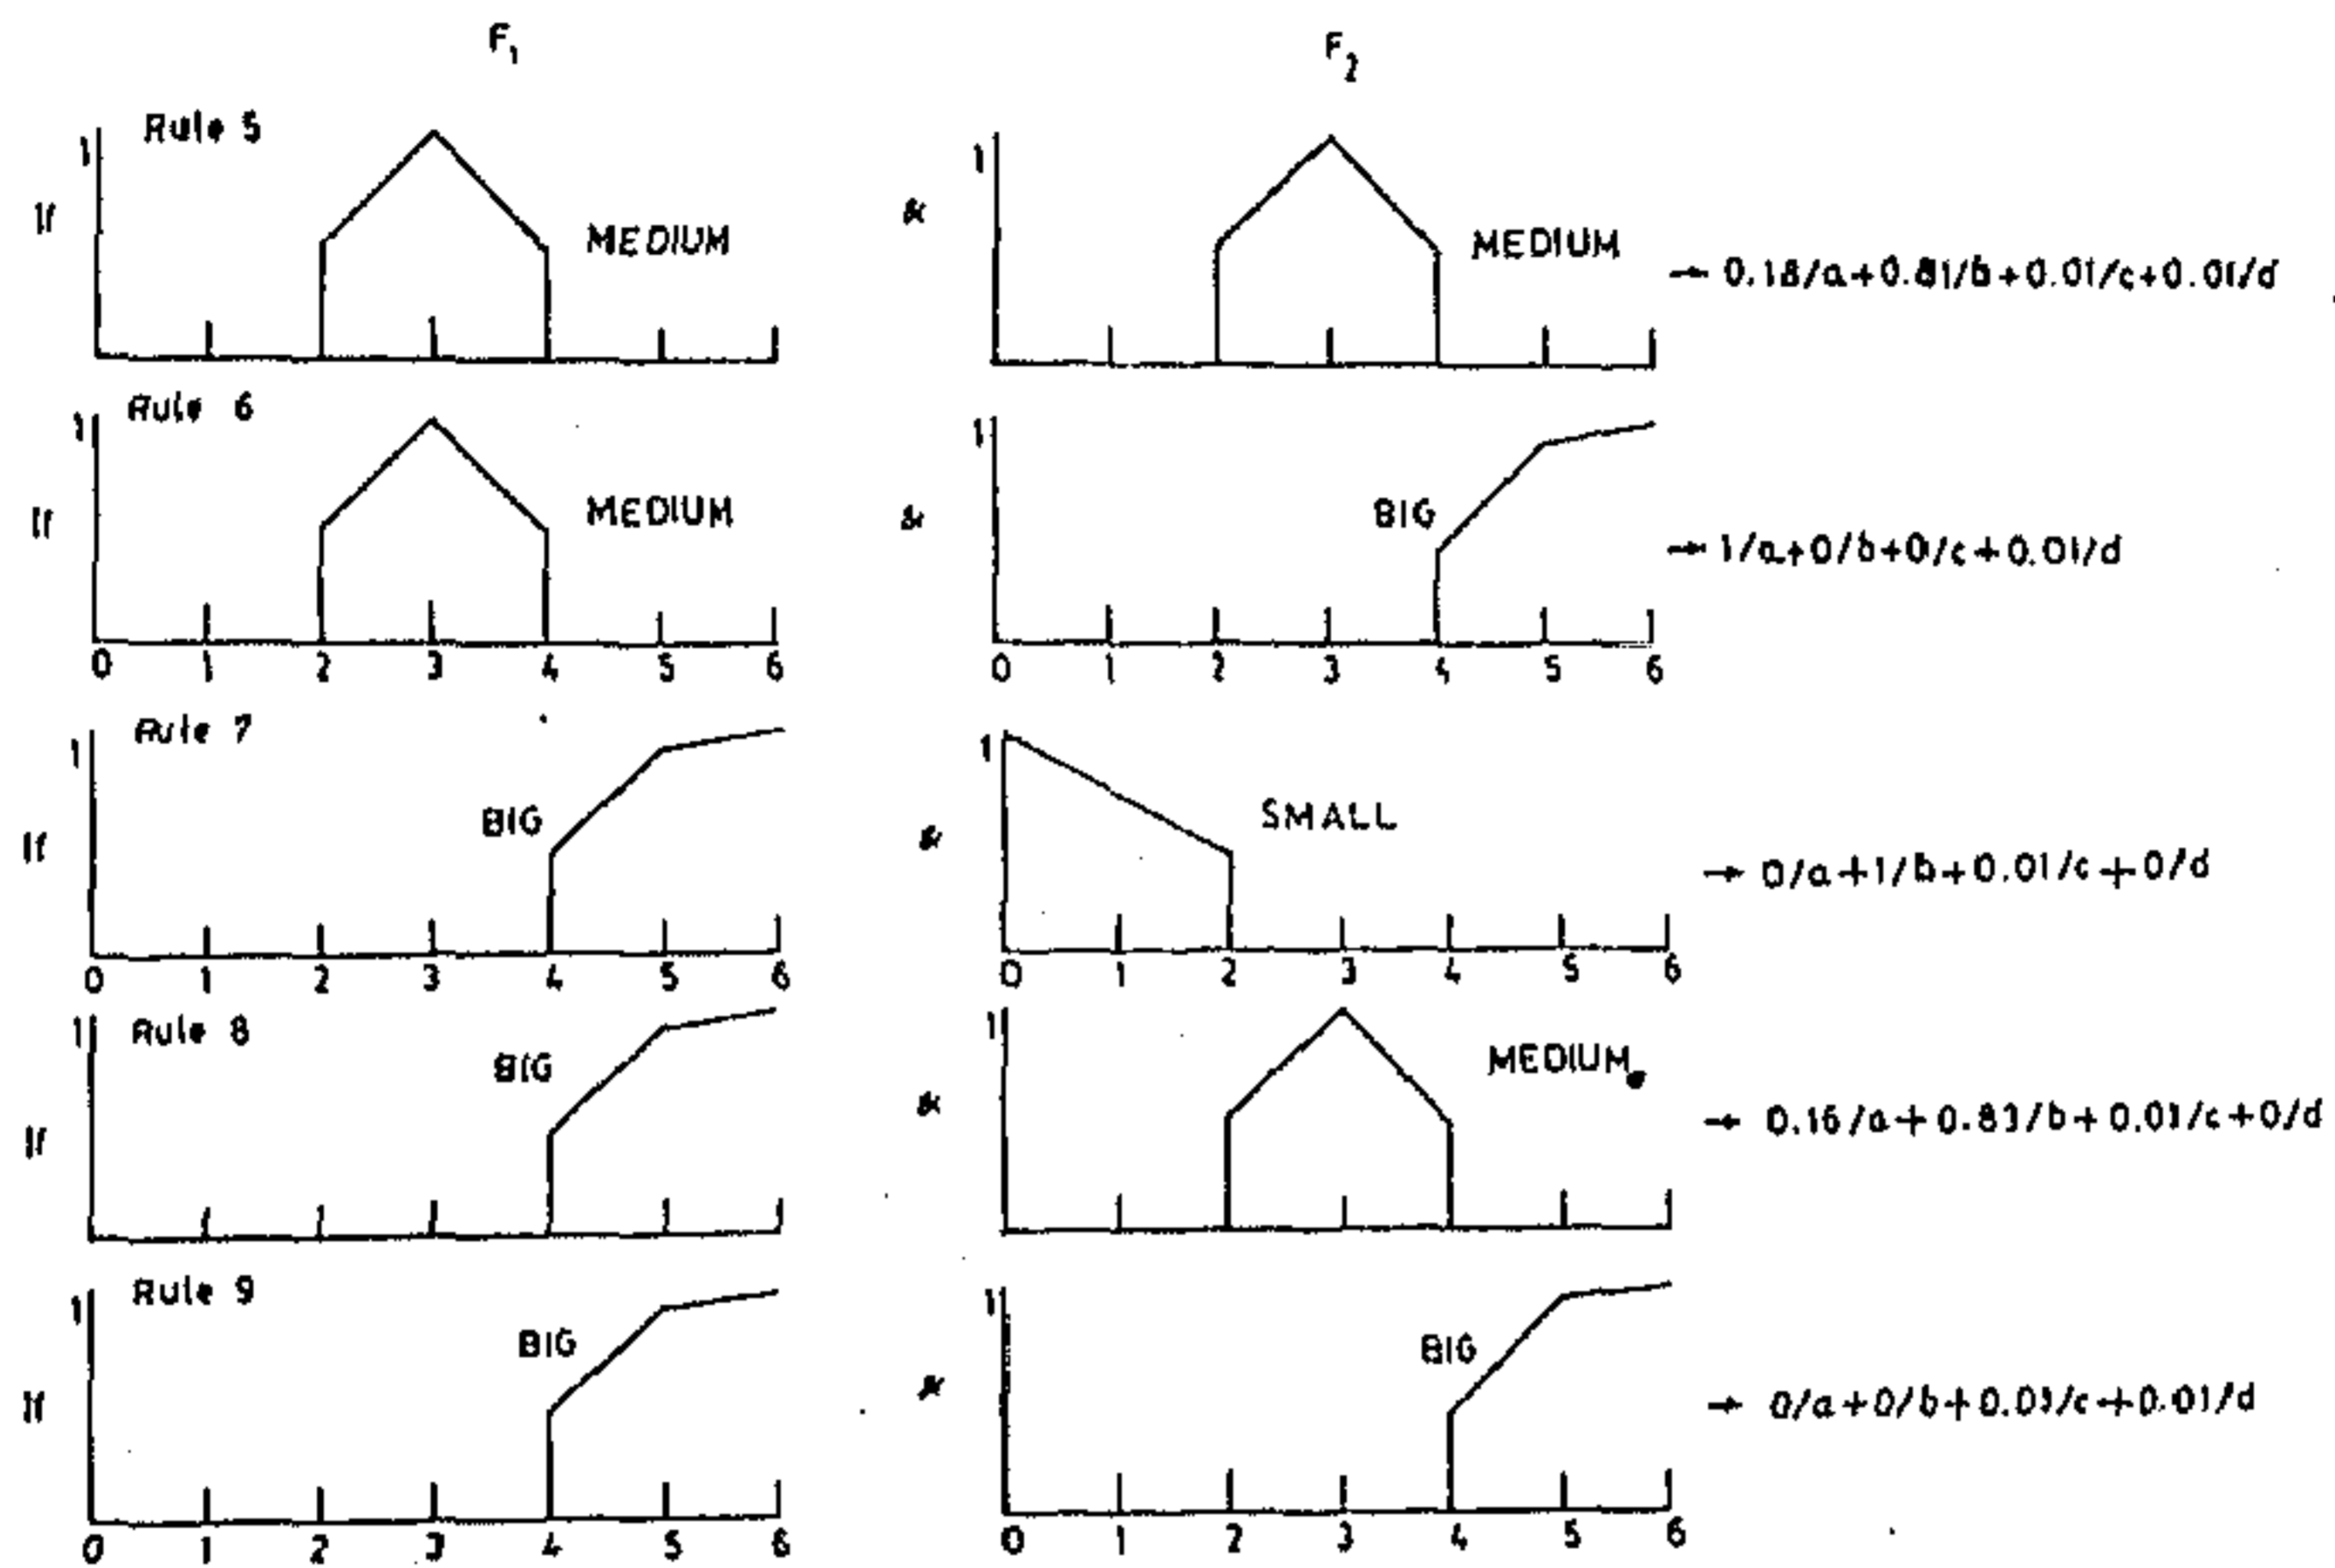 F₁ F₂
Rule 5
1 1
If MEDIUM & MEDIUM → 0.18/a+0.81/b+0.01/c+0.01/d
Rule 6
1 1
If MEDIUM & BIG → 1/a+0/b+0/c+0.01/d
0 1 2 3 4 5 6 0 1 2 3 4 5 6
Rule 7
1 1
If BIG & SMALL → 0/a+1/b+0.01/c+0/d
0 1 2 3 4 5 6 0 1 2 3 4 5 6
Rule 8
1 1
If BIG & MEDIUM → 0.16/a+0.83/b+0.01/c+0/d
Rule 9
1 1
If BIG & BIG → 0/a+0/b+0.01/c+0.01/d
0 1 2 3 4 5 6 0 1 2 3 4 5 6